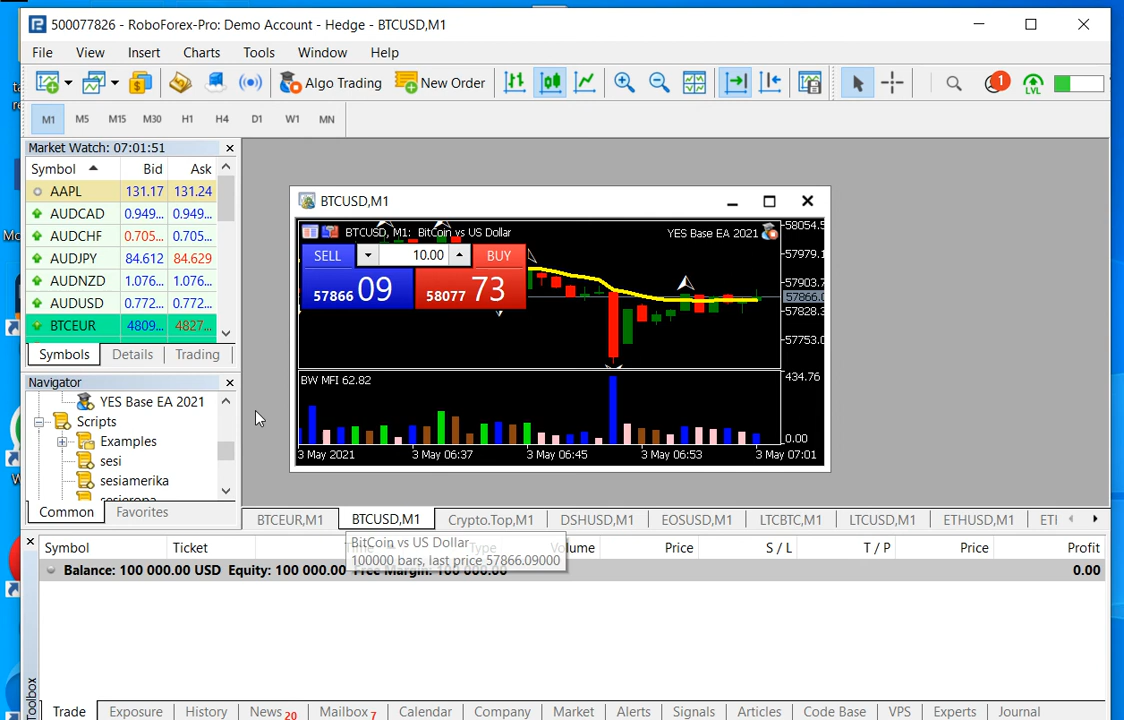 500077826 - RoboForex-Pro: Demo Account - Hedge - BTCUSD,M1
File View Insert Charts Tools Window Help
Algo Trading New Order 1 LVL
M1 M5 M15 M30 H1 H4 D1 W1 MN
Market Watch: 07:01:51
Symbol Bid Ask
AAPL 131.17 131.24
AUDCAD 0.949... 0.949...
AUDCHF 0.705... 0.705...
AUDJPY 84.612 84.629
AUDNZD 1.076... 1.076...
AUDUSD 0.772... 0.772...
BTCEUR 4809... 4827...
Symbols Details Trading
Navigator
YES Base EA 2021
Scripts
Examples
sesi
sesiamerika
Common Favorites
BTCUSD,M1
BTCUSD, M1: BitCoin vs US Dollar YES Base EA 2021
SELL 10.00 BUY
57866 09 58077 73
58054.5
57979.1
57903.7
57866.0
57828.3
57753.0
BW MFI 62.82
434.76
0.00
3 May 2021 3 May 06:37 3 May 06:45 3 May 06:53 3 May 07:01
BTCEUR,M1 BTCUSD,M1 Crypto.Top,M1 DSHUSD,M1 EOSUSD,M1 LTCBTC,M1 LTCUSD,M1 ETHUSD,M1 ETI
BitCoin vs US Dollar
100000 bars, last price 57866.09000
Symbol Ticket Time Type Volume Price S / L T / P Price Profit
Balance: 100 000.00 USD Equity: 100 000.00 Free Margin: 100 000.00 0.00
Toolbox
Trade Exposure History News 20 Mailbox 7 Calendar Company Market Alerts Signals Articles Code Base VPS Experts Journal